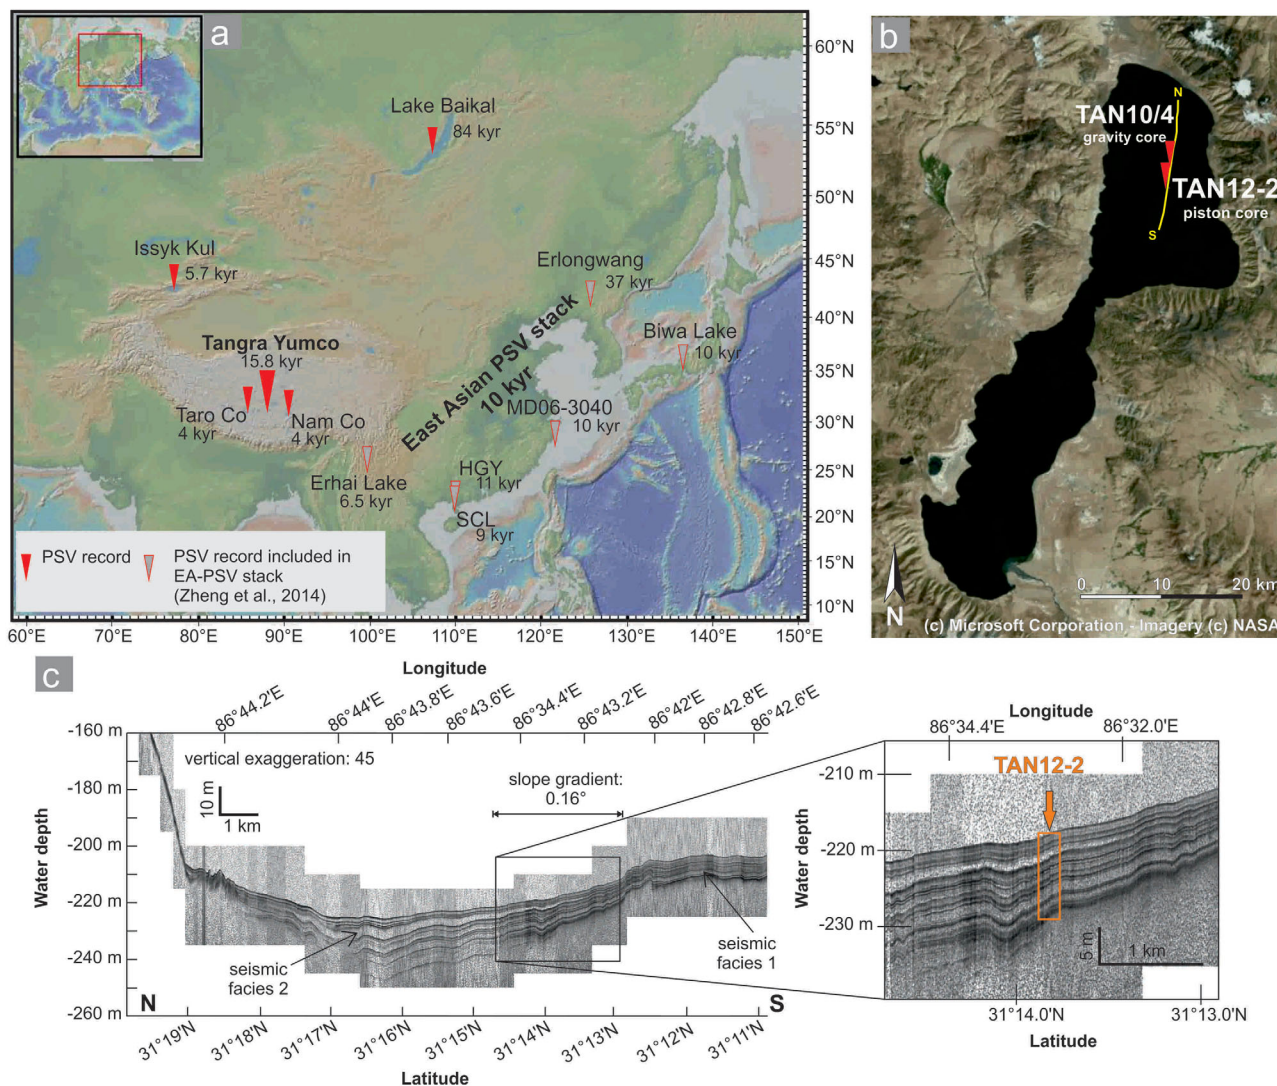 a
60°N
55°N
50°N
45°N
40°N
35°N
30°N
25°N
20°N
15°N
10°N
Lake Baikal
84 kyr
Issyk Kul
5.7 kyr
Erlongwang
37 kyr
Tangra Yumco
15.8 kyr
Biwa Lake
10 kyr
East Asian PSV stack
10 kyr
Taro Co
4 kyr
Nam Co
4 kyr
MD06-3040
10 kyr
Erhai Lake
6.5 kyr
HGY
11 kyr
SCL
9 kyr
PSV record
PSV record included in
EA-PSV stack
(Zheng et al., 2014)
60°E
70°E
80°E
90°E
100°E
110°E
120°E
130°E
140°E
150°E
Longitude
b
N
TAN10/4
gravity core
TAN12-2
piston core
S
N
0 10 20 km
(c) Microsoft Corporation - Imagery (c) NASA
c
86°44.2'E
86°44'E
86°43.8'E
86°43.6'E
86°34.4'E
86°43.2'E
86°42'E
86°42.8'E
86°42.6'E
Water depth
-160 m
-180 m
-200 m
-220 m
-240 m
-260 m
vertical exaggeration: 45
10 m
1 km
slope gradient:
0.16°
seismic
facies 2
seismic
facies 1
N
S
31°19'N
31°18'N
31°17'N
31°16'N
31°15'N
31°14'N
31°13'N
31°12'N
31°11'N
Latitude
Longitude
86°34.4'E
86°32.0'E
TAN12-2
Water depth
-210 m
-220 m
-230 m
5 m
1 km
31°14.0'N
31°13.0'N
Latitude